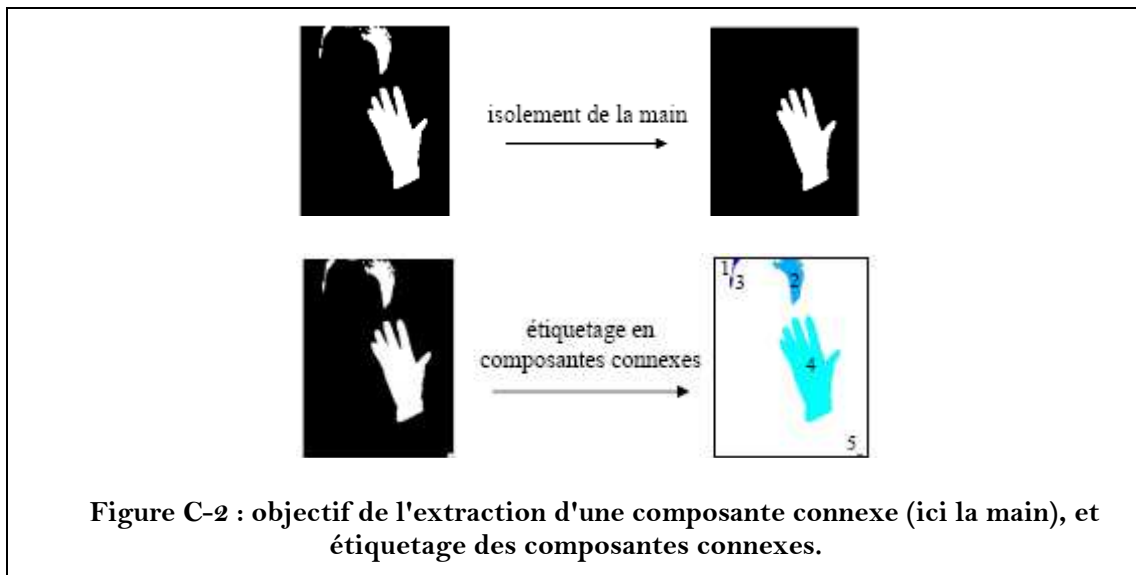 isolement de la main
étiquetage en
composantes connexes
1
3
2
4
5
Figure C-2 : objectif de l'extraction d'une composante connexe (ici la main), et
étiquetage des composantes connexes.